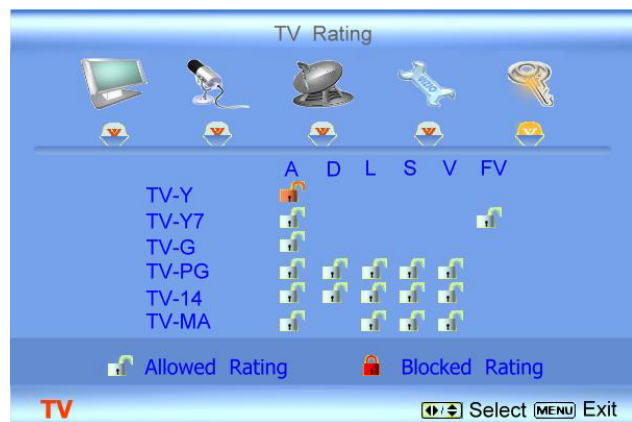 TV Rating
VIZIO
A D L S V FV
TV-Y
TV-Y7
TV-G
TV-PG
TV-14
TV-MA
Allowed Rating Blocked Rating
TV Select MENU Exit